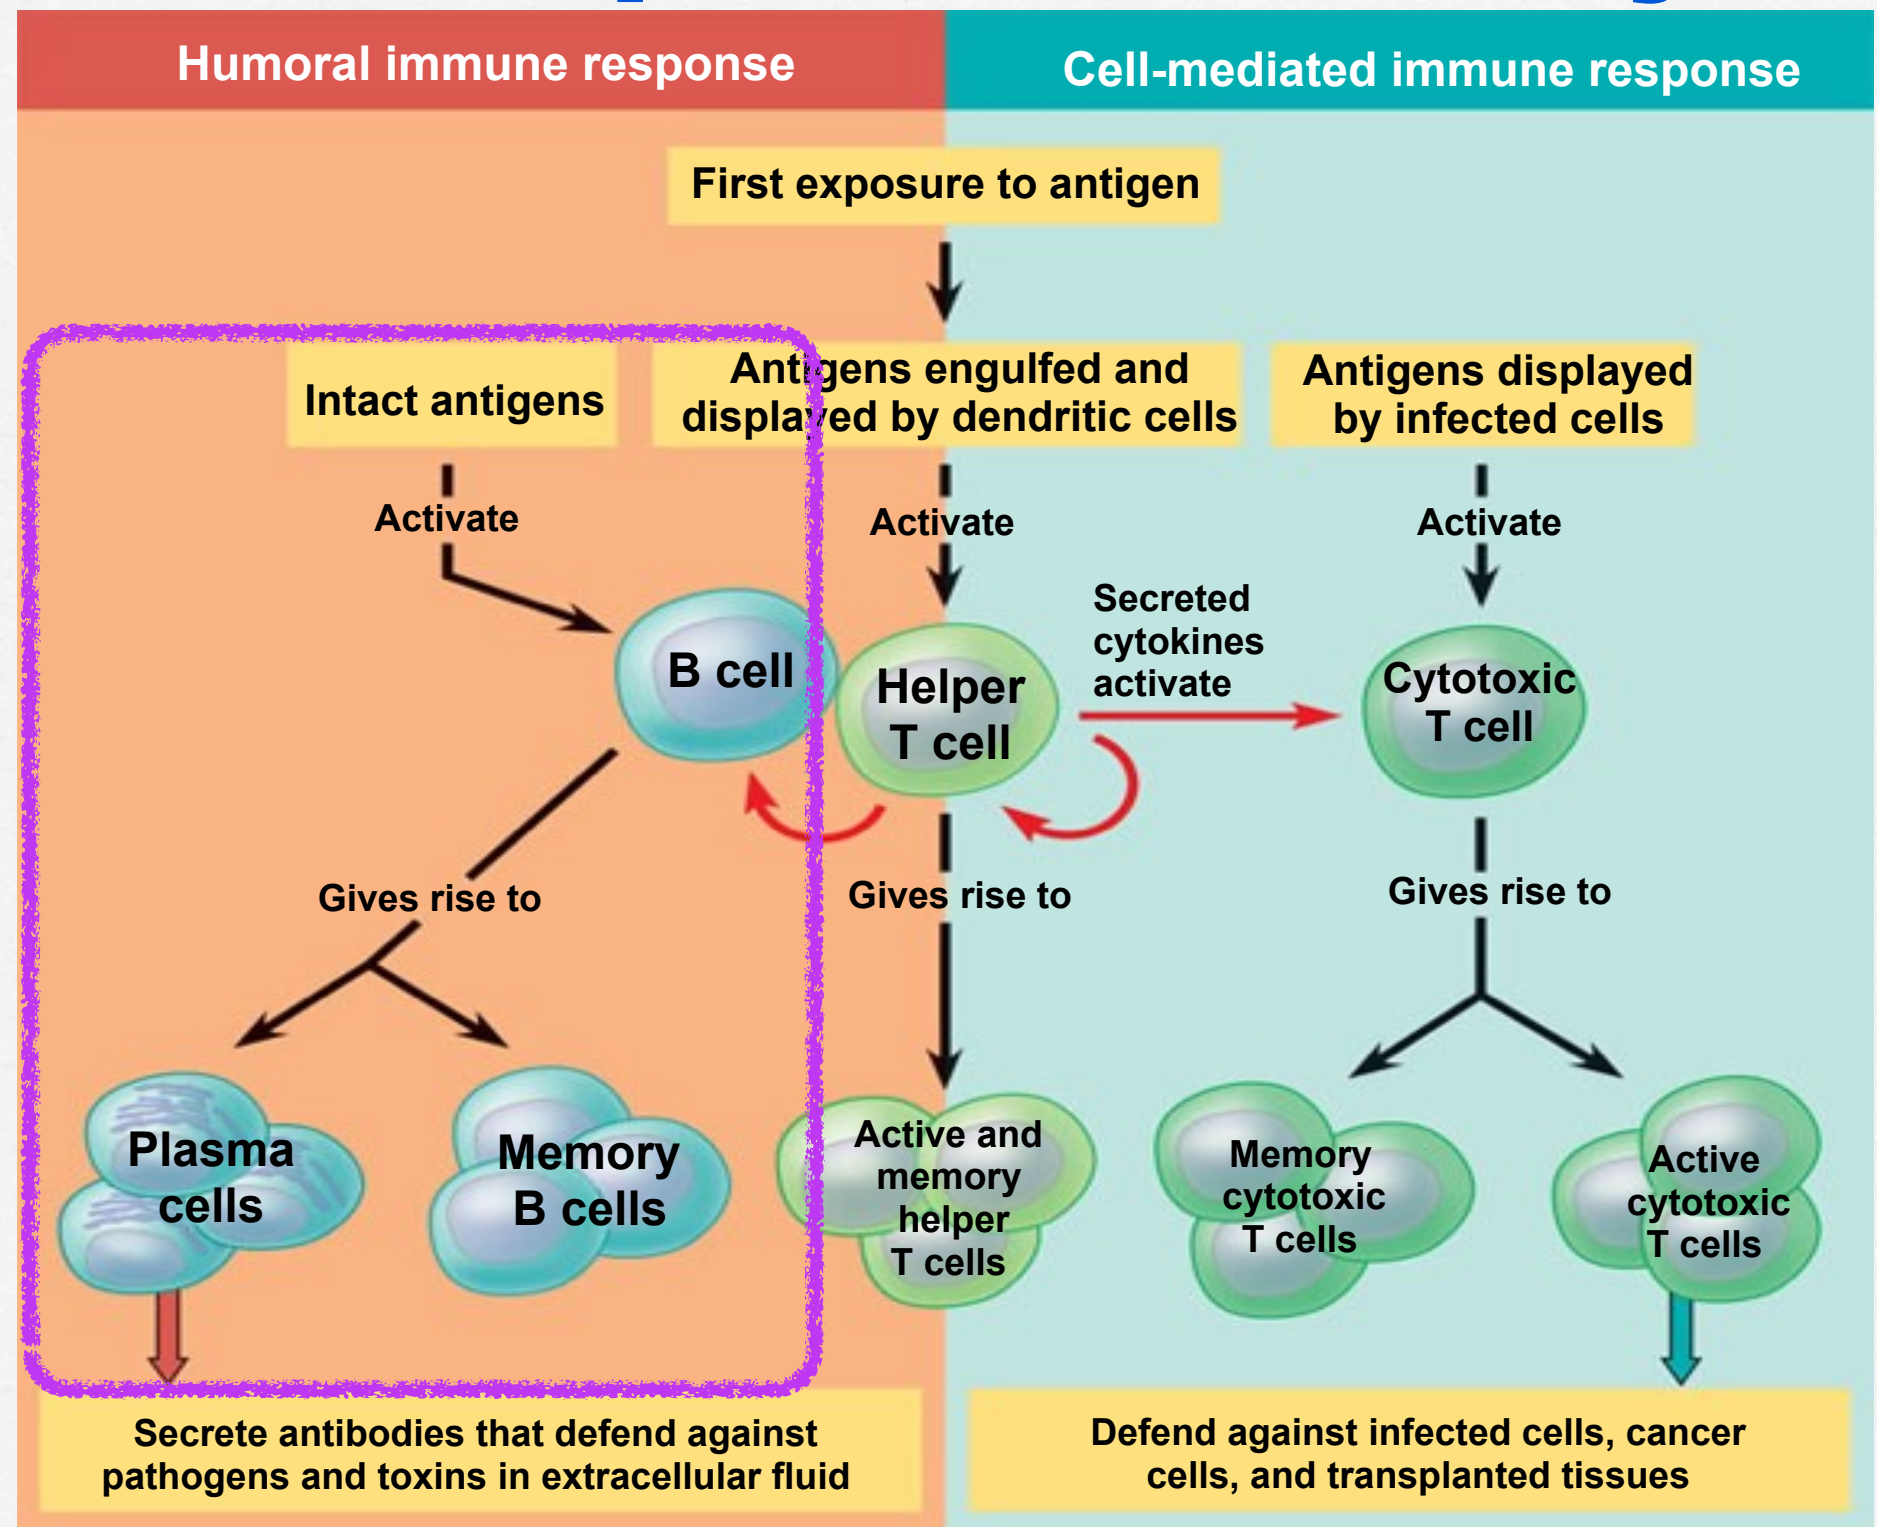 Humoral immune response
Cell-mediated immune response
First exposure to antigen
Intact antigens
Antigens engulfed and
displayed by dendritic cells
Antigens displayed
by infected cells
Activate
Activate
Activate
Secreted
cytokines
activate
B cell
Helper
T cell
Cytotoxic
T cell
Gives rise to
Gives rise to
Gives rise to
Plasma
cells
Memory
B cells
Active and
memory
helper
T cells
Memory
cytotoxic
T cells
Active
cytotoxic
T cells
Secrete antibodies that defend against
pathogens and toxins in extracellular fluid
Defend against infected cells, cancer
cells, and transplanted tissues